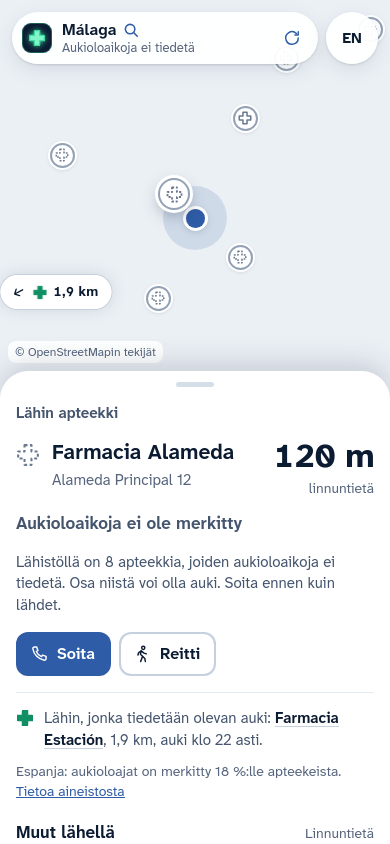 Málaga
Aukioloaikoja ei tiedetä
EN
1,9 km
© OpenStreetMapin tekijät
Lähin apteekki
Farmacia Alameda
120 m
Alameda Principal 12
linnuntietä
Aukioloaikoja ei ole merkitty
Lähistöllä on 8 apteekkia, joiden aukioloaikoja ei
tiedetä. Osa niistä voi olla auki. Soita ennen kuin
lähdet.
Soita
Reitti
Lähin, jonka tiedetään olevan auki: Farmacia
Estación, 1,9 km, auki klo 22 asti.
Espanja: aukioloajat on merkitty 18 %:lle apteekeista.
Tietoa aineistosta
Muut lähellä
Linnuntietä